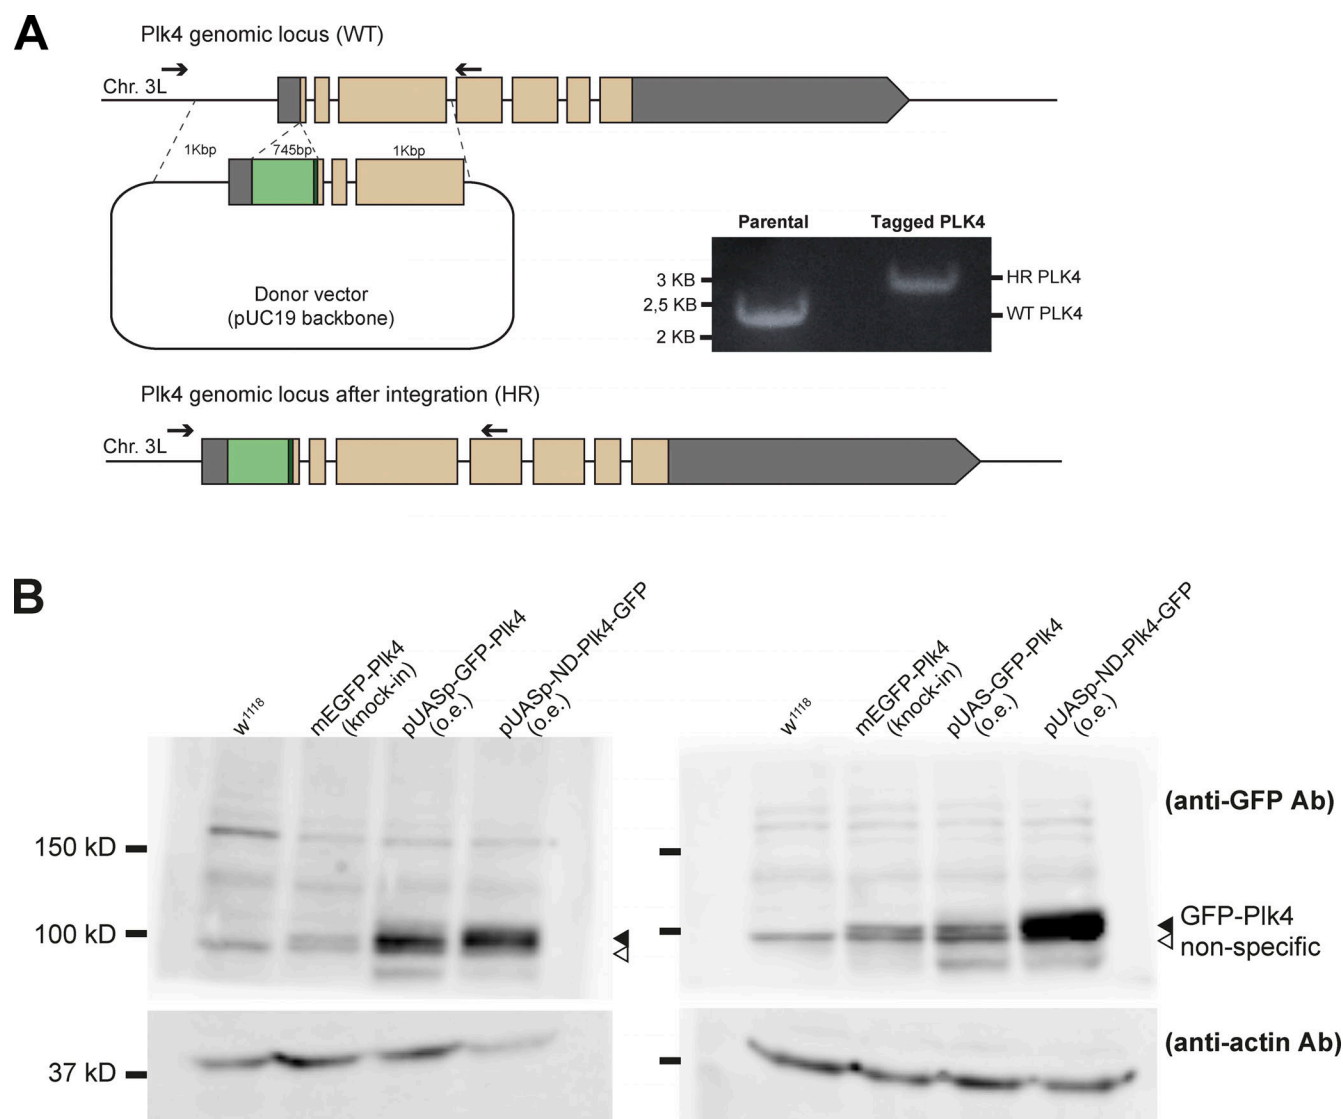 A
Plk4 genomic locus (WT)
Chr. 3L
1Kbp
745bp
1Kbp
Donor vector
(pUC19 backbone)
Parental
Tagged PLK4
3 KB
2,5 KB
2 KB
HR PLK4
WT PLK4
Plk4 genomic locus after integration (HR)
Chr. 3L
B
w1118
mEGFP-Plk4
(knock-in)
pUASp-GFP-Plk4
(o.e.)
pUASp-ND-Plk4-GFP
(o.e.)
w1118
mEGFP-Plk4
(knock-in)
pUAS-GFP-Plk4
(o.e.)
pUASp-ND-Plk4-GFP
(o.e.)
150 kD
100 kD
37 kD
(anti-GFP Ab)
GFP-Plk4
non-specific
(anti-actin Ab)